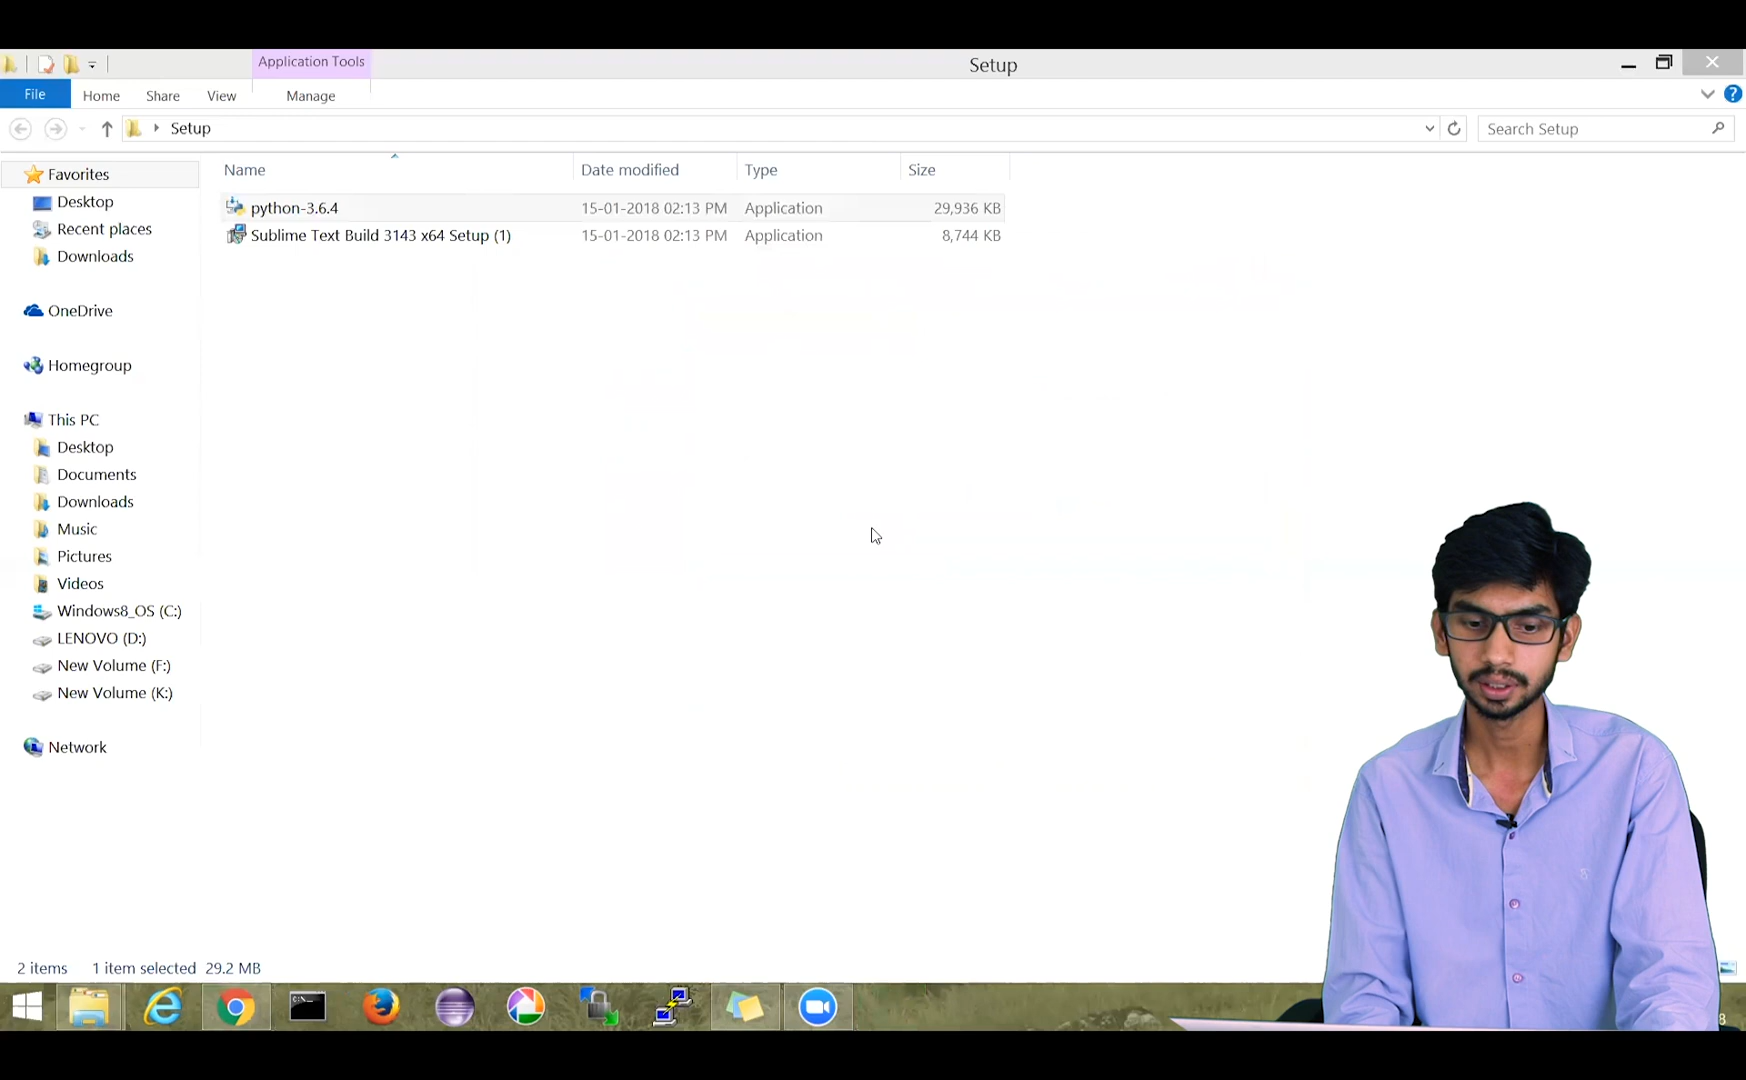 Application Tools
Setup
File Home Share View Manage
Setup
Search Setup
Name Date modified Type Size
python-3.6.4 15-01-2018 02:13 PM Application 29,936 KB
Sublime Text Build 3143 x64 Setup (1) 15-01-2018 02:13 PM Application 8,744 KB
Favorites
Desktop
Recent places
Downloads
OneDrive
Homegroup
This PC
Desktop
Documents
Downloads
Music
Pictures
Videos
Windows8_OS (C:)
LENOVO (D:)
New Volume (F:)
New Volume (K:)
Network
2 items 1 item selected 29.2 MB